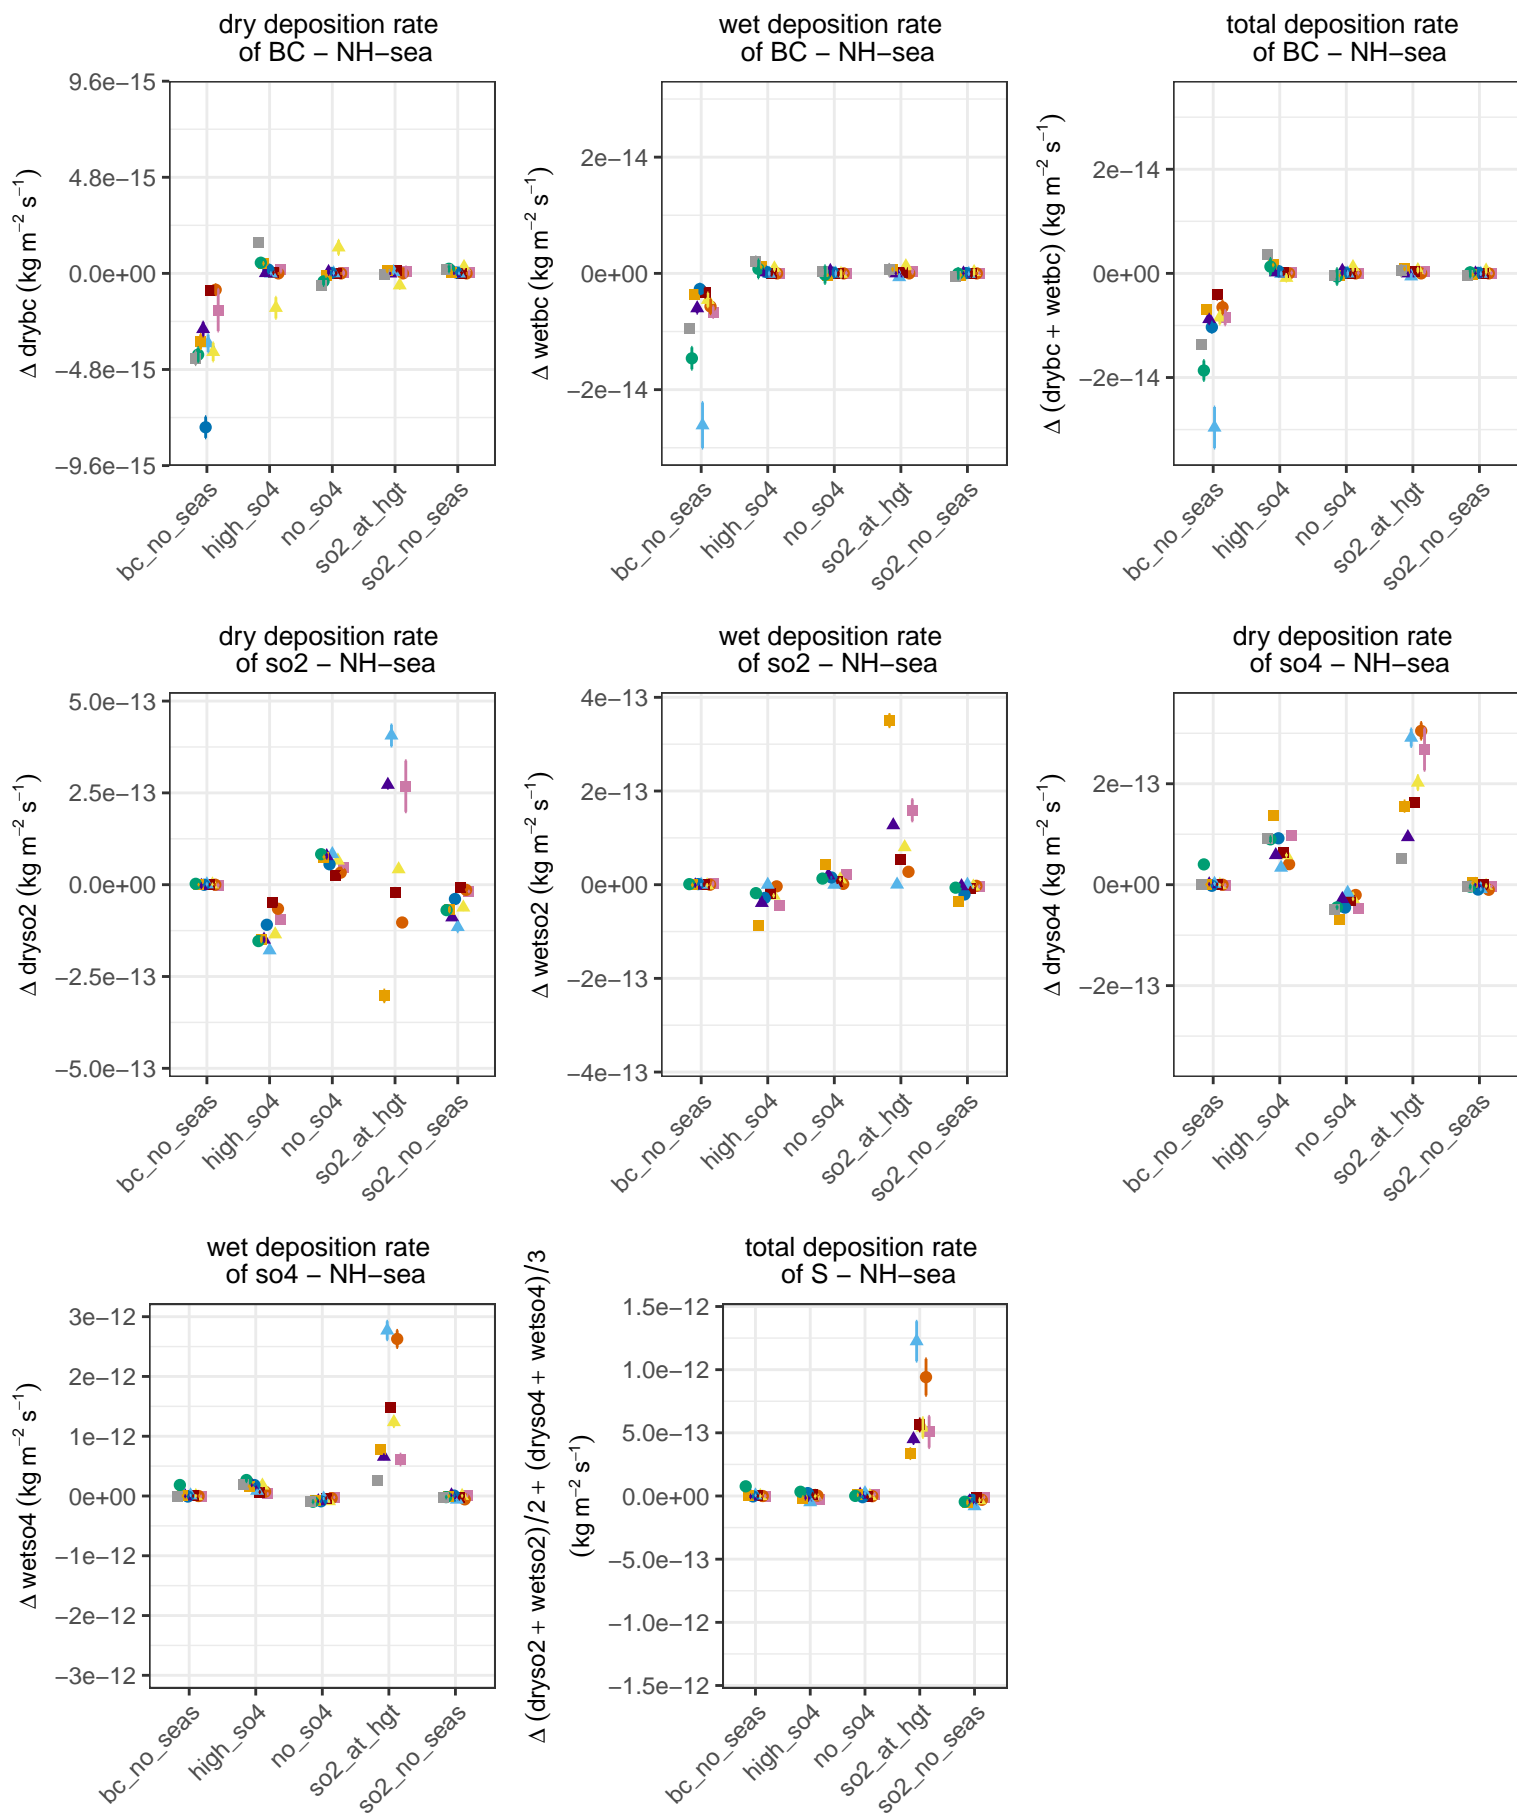 dry deposition rate
of BC − NH−sea
Δ drybc (kg m⁻² s⁻¹)
9.6e−15
4.8e−15
0.0e+00
−4.8e−15
−9.6e−15
bc_no_seas
high_so4
no_so4
so2_at_hgt
so2_no_seas
wet deposition rate
of BC − NH−sea
Δ wetbc (kg m⁻² s⁻¹)
2e−14
0e+00
−2e−14
bc_no_seas
high_so4
no_so4
so2_at_hgt
so2_no_seas
total deposition rate
of BC − NH−sea
Δ (drybc + wetbc) (kg m⁻² s⁻¹)
2e−14
0e+00
−2e−14
bc_no_seas
high_so4
no_so4
so2_at_hgt
so2_no_seas
dry deposition rate
of so2 − NH−sea
Δ dryso2 (kg m⁻² s⁻¹)
5.0e−13
2.5e−13
0.0e+00
−2.5e−13
−5.0e−13
bc_no_seas
high_so4
no_so4
so2_at_hgt
so2_no_seas
wet deposition rate
of so2 − NH−sea
Δ wetso2 (kg m⁻² s⁻¹)
4e−13
2e−13
0e+00
−2e−13
−4e−13
bc_no_seas
high_so4
no_so4
so2_at_hgt
so2_no_seas
dry deposition rate
of so4 − NH−sea
Δ dryso4 (kg m⁻² s⁻¹)
2e−13
0e+00
−2e−13
bc_no_seas
high_so4
no_so4
so2_at_hgt
so2_no_seas
wet deposition rate
of so4 − NH−sea
Δ wetso4 (kg m⁻² s⁻¹)
3e−12
2e−12
1e−12
0e+00
−1e−12
−2e−12
−3e−12
bc_no_seas
high_so4
no_so4
so2_at_hgt
so2_no_seas
total deposition rate
of S − NH−sea
Δ (dryso2 + wetso2)/2 + (dryso4 + wetso4)/3
(kg m⁻² s⁻¹)
1.5e−12
1.0e−12
5.0e−13
0.0e+00
−5.0e−13
−1.0e−12
−1.5e−12
bc_no_seas
high_so4
no_so4
so2_at_hgt
so2_no_seas